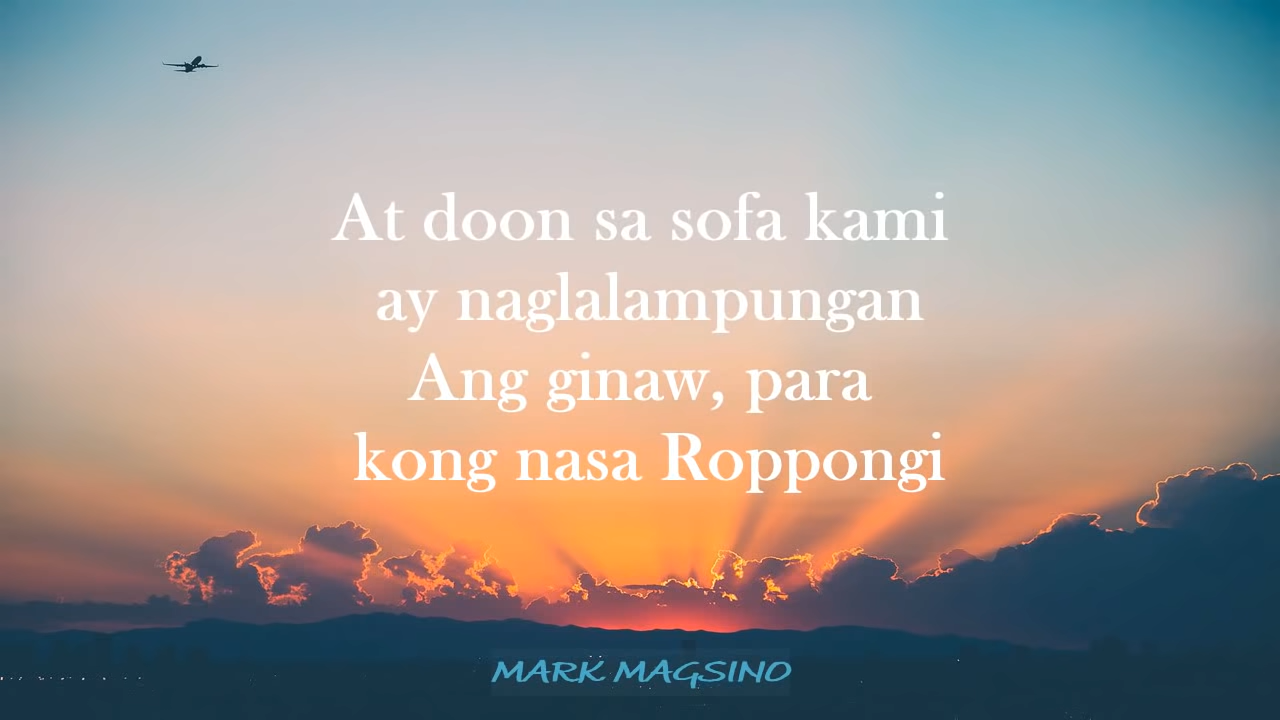 At doon sa sofa kami
ay naglalampungan
Ang ginaw, para
kong nasa Roppongi
MARK MAGSINO